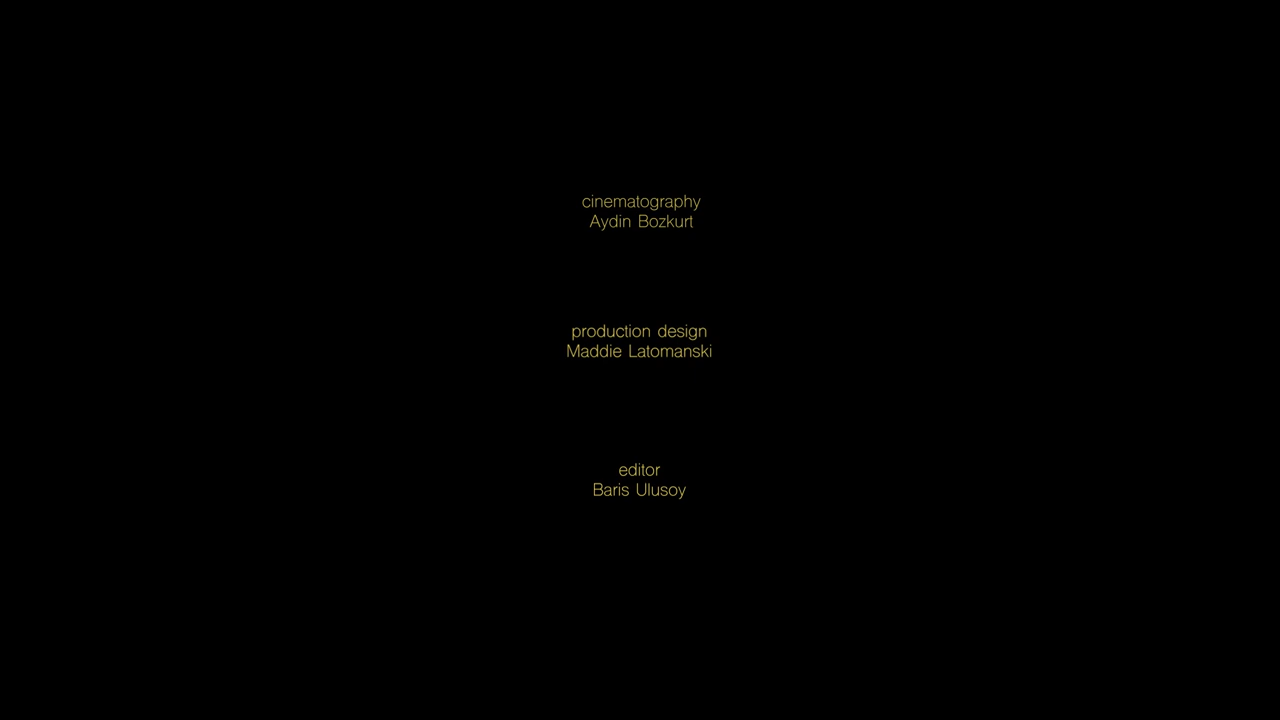 cinematography
Aydin Bozkurt
production design
Maddie Latomanski
editor
Baris Ulusoy